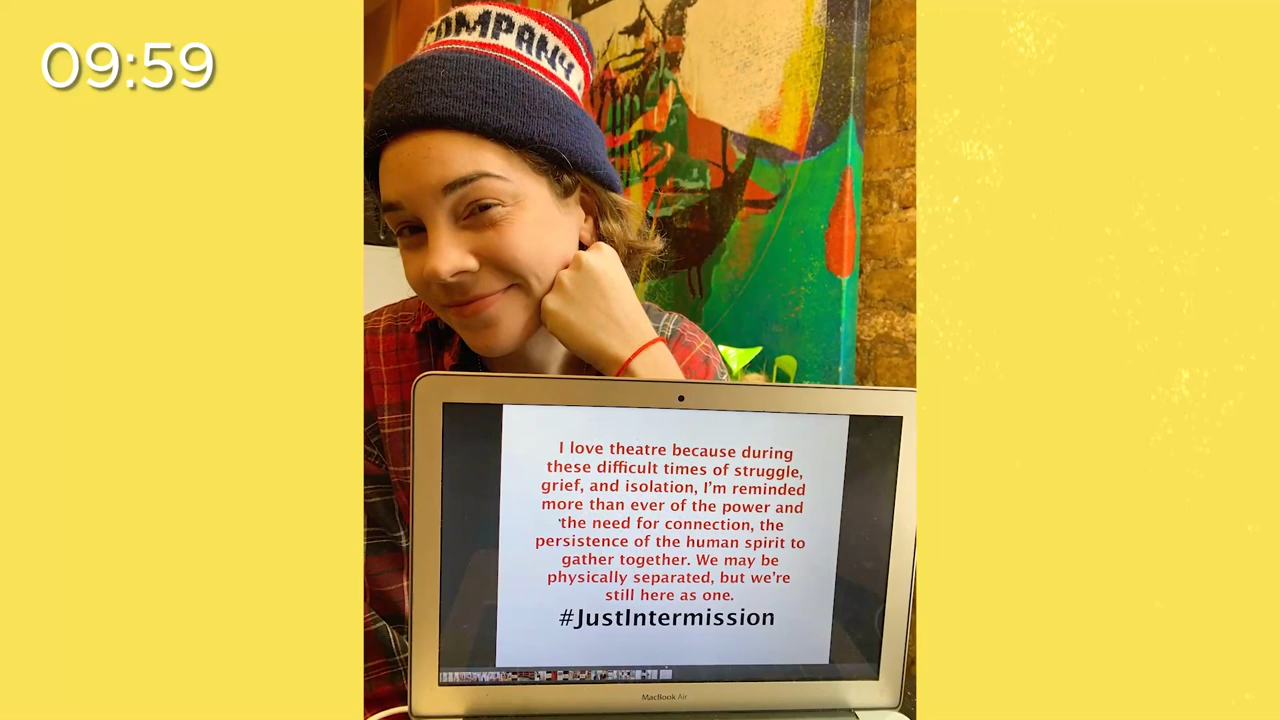 09:59
COMPANY
I love theatre because during
these difficult times of struggle,
grief, and isolation, I'm reminded
more than ever of the power and
the need for connection, the
persistence of the human spirit to
gather together. We may be
physically separated, but we're
still here as one.
#JustIntermission
MacBook Air